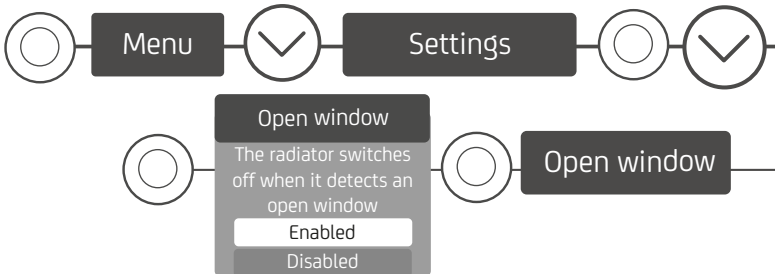 Menu
Settings
Open window
The radiator switches
off when it detects an
open window
Enabled
Disabled
Open window